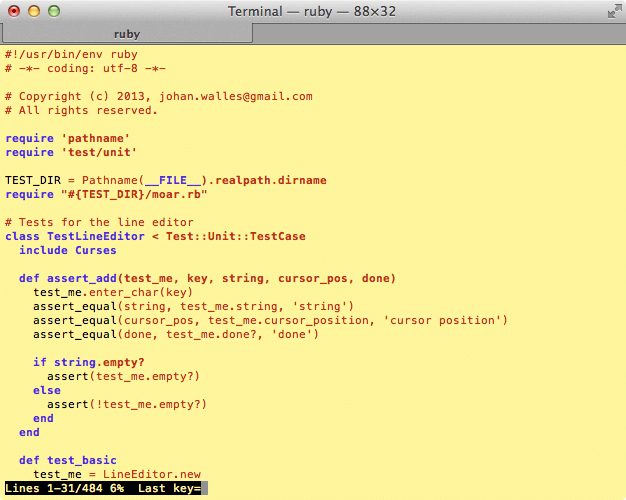 Terminal — ruby — 88×32
ruby
#!/usr/bin/env ruby
# -*- coding: utf-8 -*-

# Copyright (c) 2013, johan.walles@gmail.com
# All rights reserved.

require 'pathname'
require 'test/unit'

TEST_DIR = Pathname(__FILE__).realpath.dirname
require "#{TEST_DIR}/moar.rb"

# Tests for the line editor
class TestLineEditor < Test::Unit::TestCase
  include Curses

  def assert_add(test_me, key, string, cursor_pos, done)
    test_me.enter_char(key)
    assert_equal(string, test_me.string, 'string')
    assert_equal(cursor_pos, test_me.cursor_position, 'cursor position')
    assert_equal(done, test_me.done?, 'done')

    if string.empty?
      assert(test_me.empty?)
    else
      assert(!test_me.empty?)
    end
  end

  def test_basic
    test_me = LineEditor.new
Lines 1-31/484 6%  Last key=